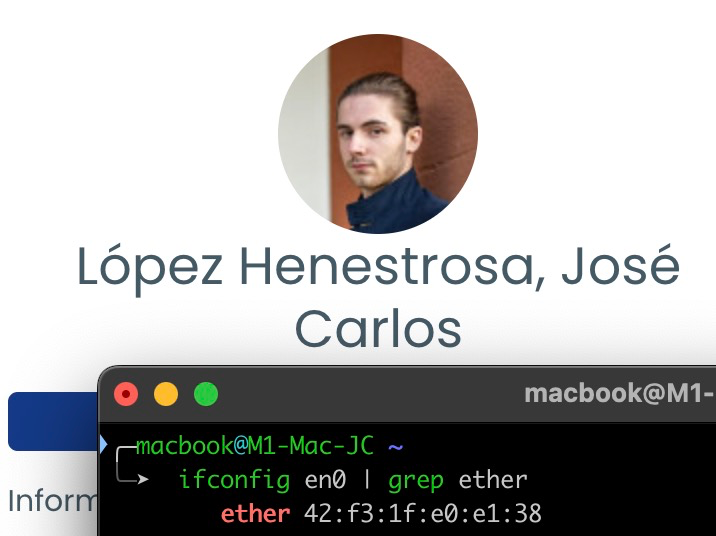 López Henestrosa, José
Carlos
macbook@M1-
macbook@M1-Mac-JC ~
ifconfig en0 | grep ether
Inform
ether 42:f3:1f:e0:e1:38